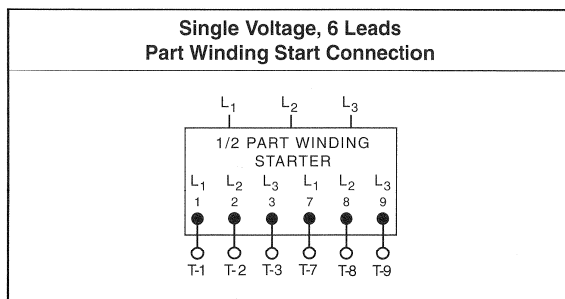 Single Voltage, 6 Leads
Part Winding Start Connection
L1 L2 L3
1/2 PART WINDING
STARTER
L1 L2 L3 L1 L2 L3
1 2 3 7 8 9
T-1 T-2 T-3 T-7 T-8 T-9